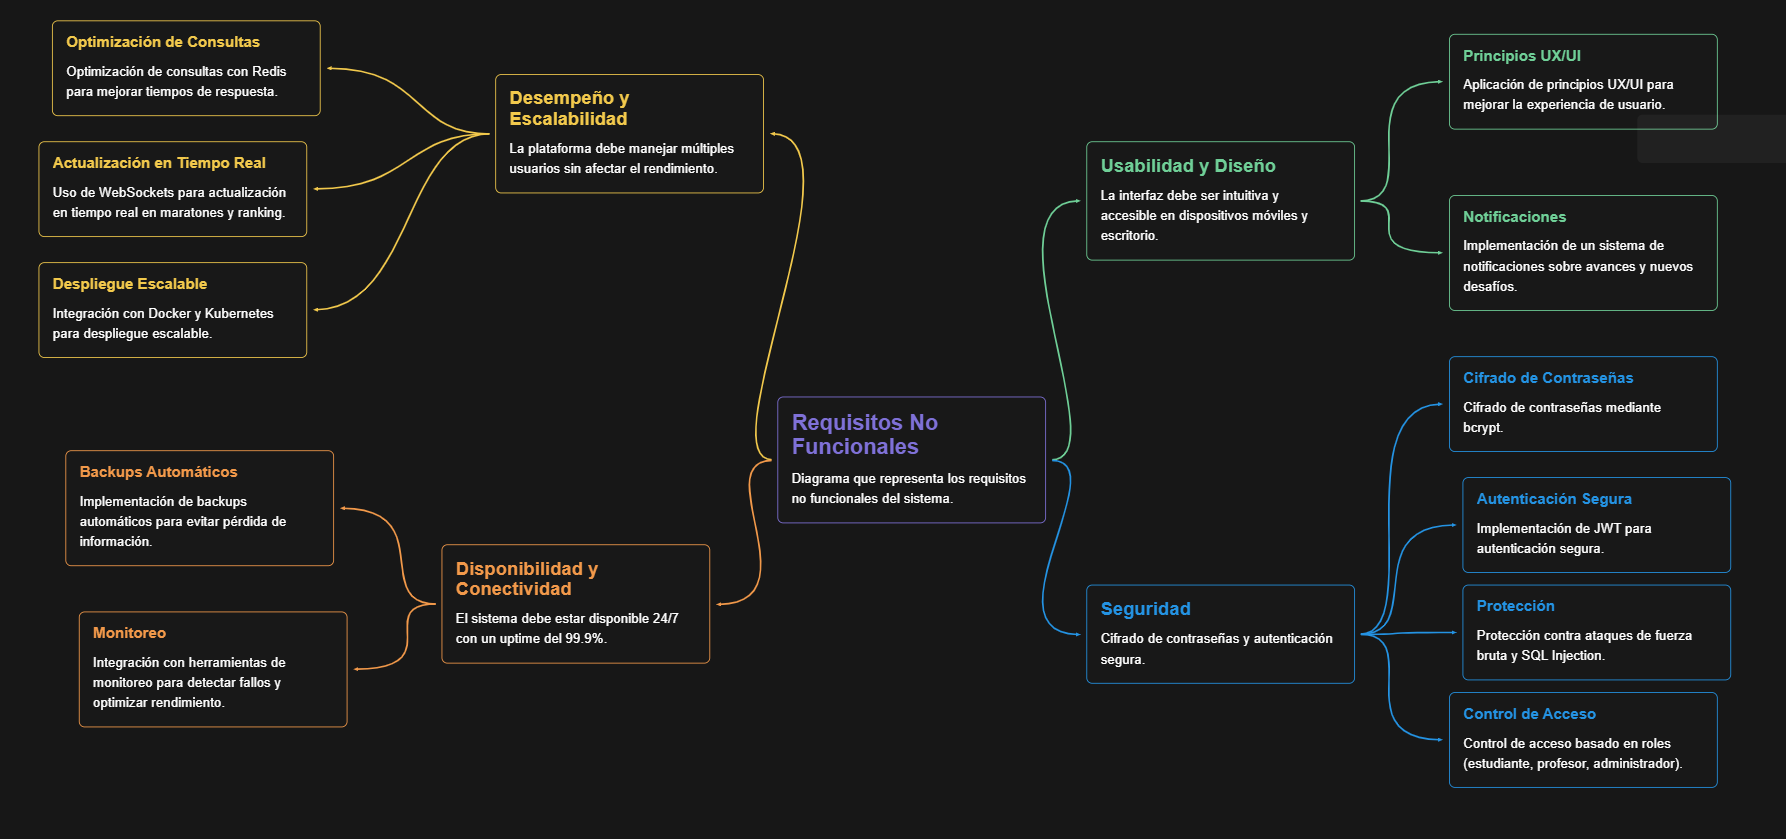 Optimización de Consultas
Optimización de consultas con Redis
para mejorar tiempos de respuesta.
Actualización en Tiempo Real
Uso de WebSockets para actualización
en tiempo real en maratones y ranking.
Despliegue Escalable
Integración con Docker y Kubernetes
para despliegue escalable.
Desempeño y
Escalabilidad
La plataforma debe manejar múltiples
usuarios sin afectar el rendimiento.
Backups Automáticos
Implementación de backups
automáticos para evitar pérdida de
información.
Monitoreo
Integración con herramientas de
monitoreo para detectar fallos y
optimizar rendimiento.
Disponibilidad y
Conectividad
El sistema debe estar disponible 24/7
con un uptime del 99.9%.
Requisitos No
Funcionales
Diagrama que representa los requisitos
no funcionales del sistema.
Usabilidad y Diseño
La interfaz debe ser intuitiva y
accesible en dispositivos móviles y
escritorio.
Principios UX/UI
Aplicación de principios UX/UI para
mejorar la experiencia de usuario.
Notificaciones
Implementación de un sistema de
notificaciones sobre avances y nuevos
desafíos.
Seguridad
Cifrado de contraseñas y autenticación
segura.
Cifrado de Contraseñas
Cifrado de contraseñas mediante
bcrypt.
Autenticación Segura
Implementación de JWT para
autenticación segura.
Protección
Protección contra ataques de fuerza
bruta y SQL Injection.
Control de Acceso
Control de acceso basado en roles
(estudiante, profesor, administrador).